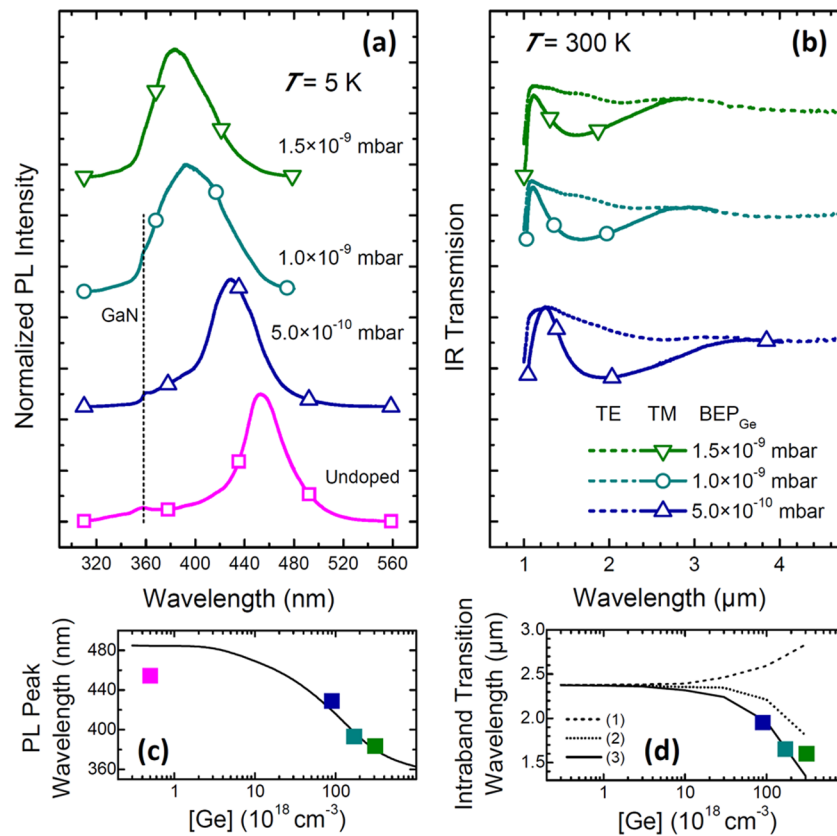 (a)
T = 5 K
1.5×10⁻⁹ mbar
1.0×10⁻⁹ mbar
GaN
5.0×10⁻¹⁰ mbar
Undoped
Normalized PL Intensity
320 360 400 440 480 520 560
Wavelength (nm)
(b)
T = 300 K
IR Transmision
TE TM BEP_Ge
1.5×10⁻⁹ mbar
1.0×10⁻⁹ mbar
5.0×10⁻¹⁰ mbar
1 2 3 4
Wavelength (μm)
PL Peak
Wavelength (nm)
480
440
400
360
(c)
1 10 100
[Ge] (10¹⁸ cm⁻³)
Intraband Transition
Wavelength (μm)
3.0
2.5
2.0
1.5
(1)
(2)
(3)
(d)
1 10 100
[Ge] (10¹⁸ cm⁻³)